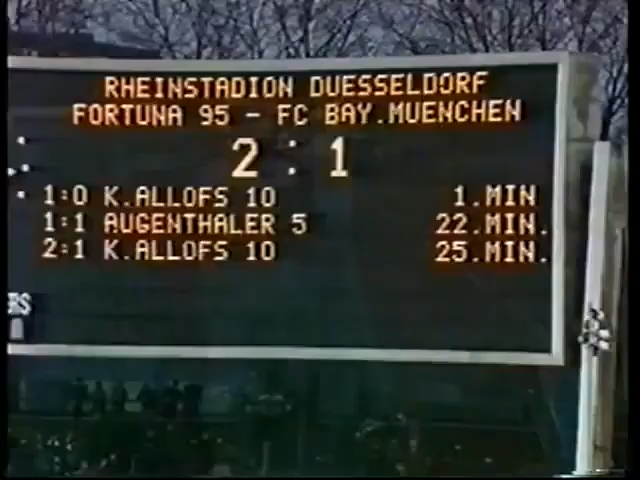 RHEINSTADION DUESSELDORF
FORTUNA 95 - FC BAY.MUENCHEN
2 : 1
1:0 K.ALLOFS 10 1.MIN
1:1 AUGENTHALER 5 22.MIN.
2:1 K.ALLOFS 10 25.MIN.